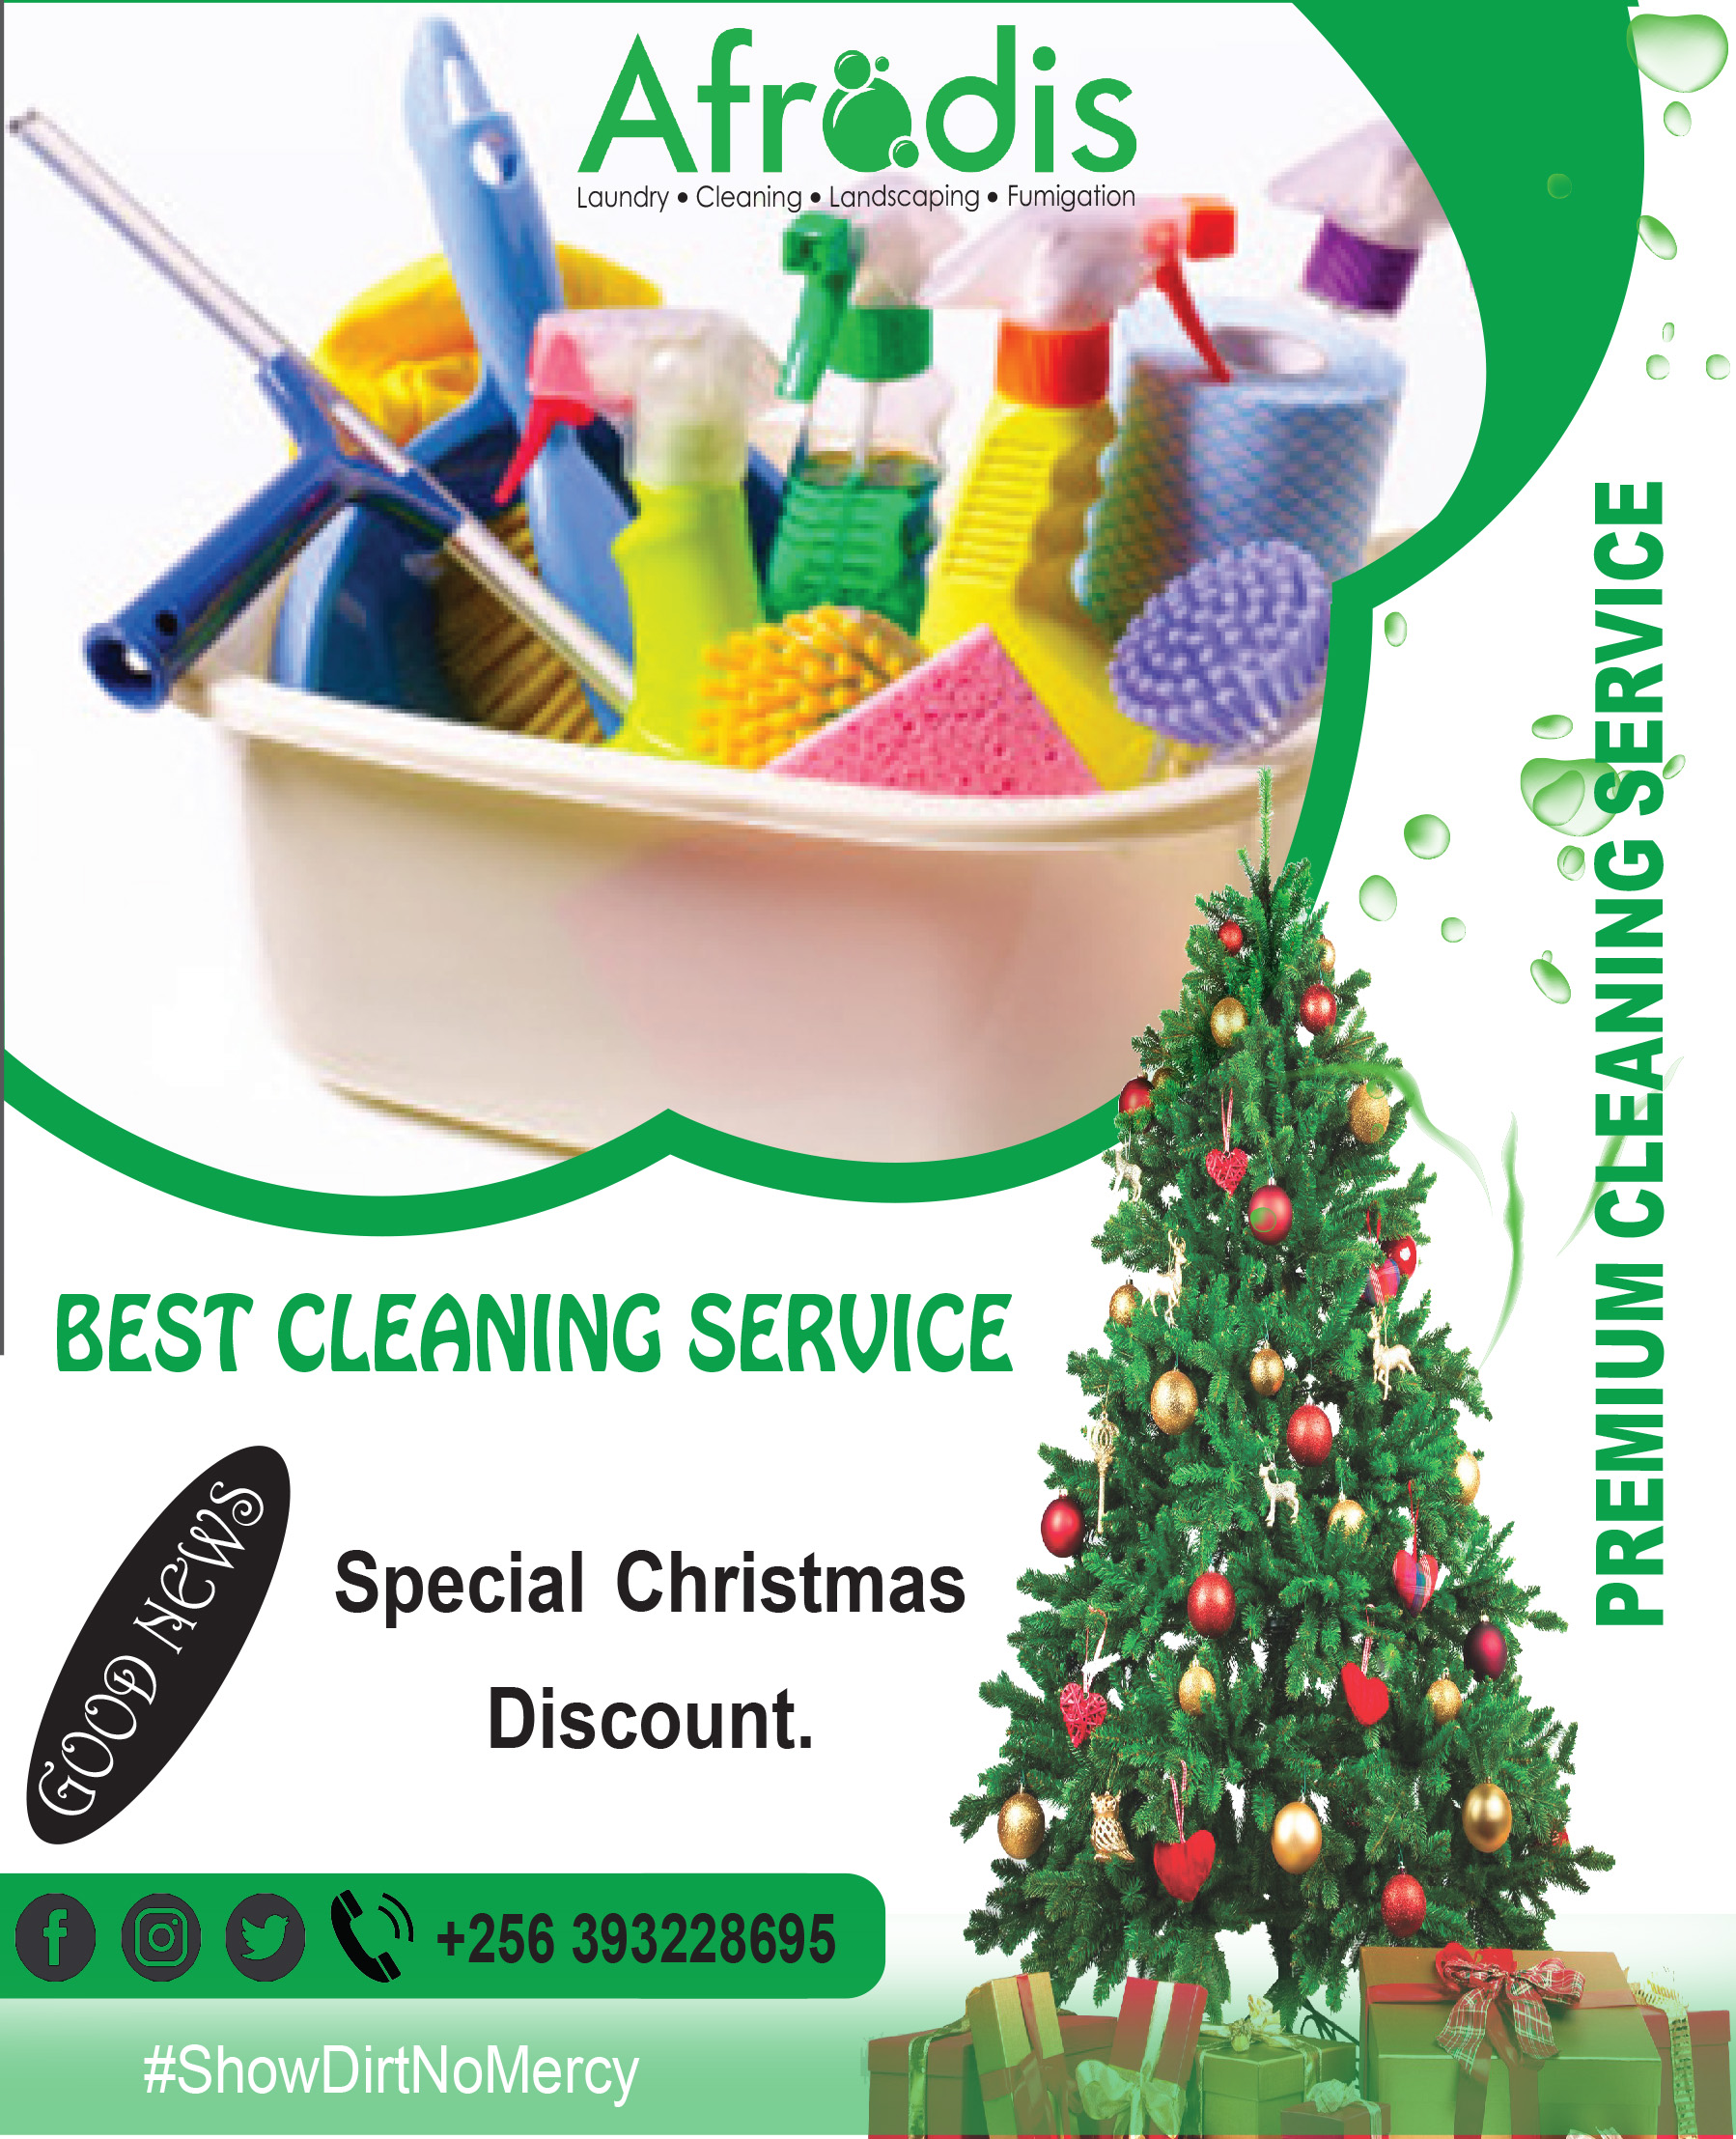 Afrodis
Laundry • Cleaning • Landscaping • Fumigation
PREMIUM CLEANING SERVICE
BEST CLEANING SERVICE
GOOD NEWS
Special Christmas
Discount.
+256 393228695
#ShowDirtNoMercy